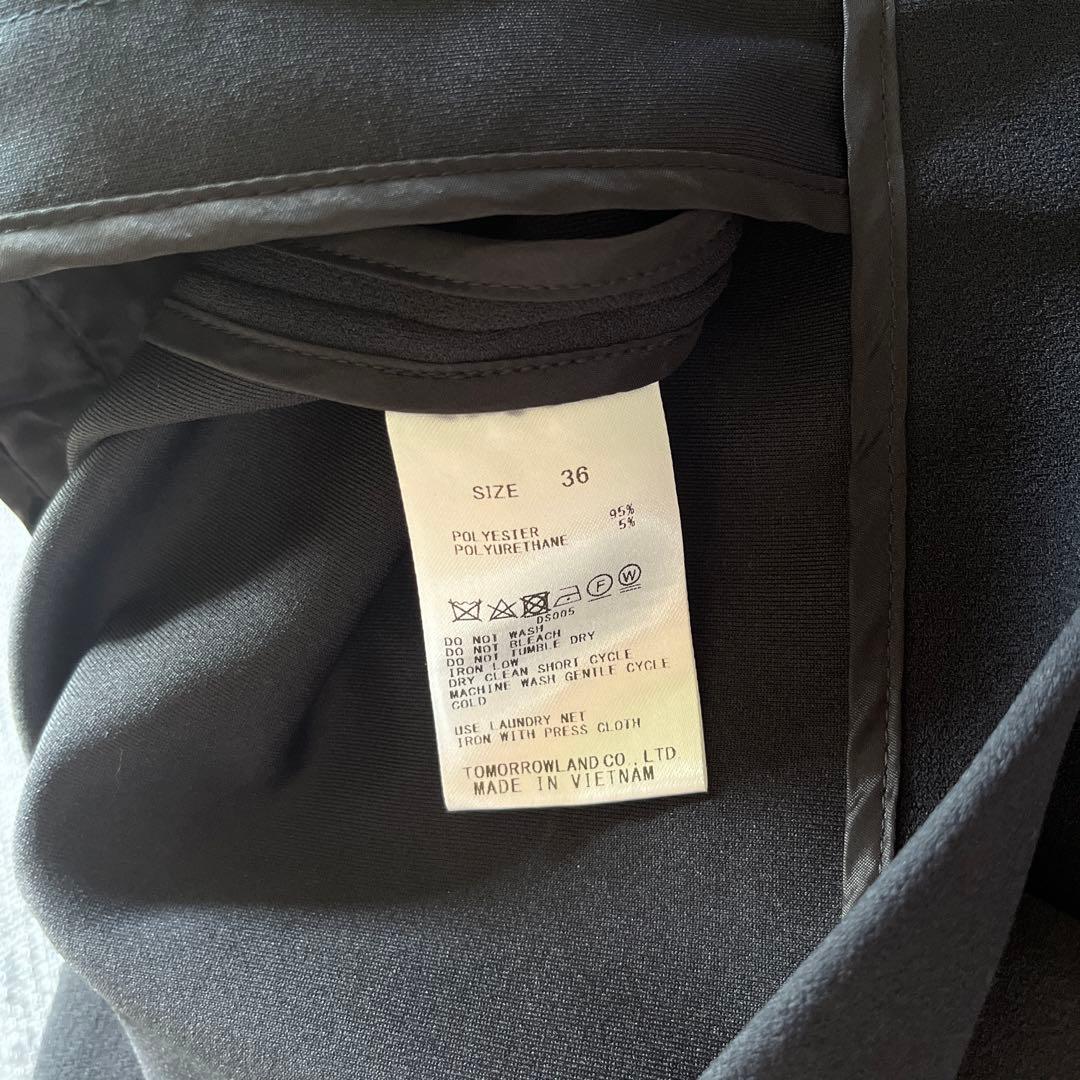 SIZE 36
POLYESTER 95%
POLYURETHANE 5%
F W
DS005
DO NOT WASH
DO NOT BLEACH
DO NOT TUMBLE DRY
IRON LOW
DRY CLEAN SHORT CYCLE
MACHINE WASH GENTLE CYCLE
COLD
USE LAUNDRY NET
IRON WITH PRESS CLOTH
TOMORROWLAND CO., LTD.
MADE IN VIETNAM